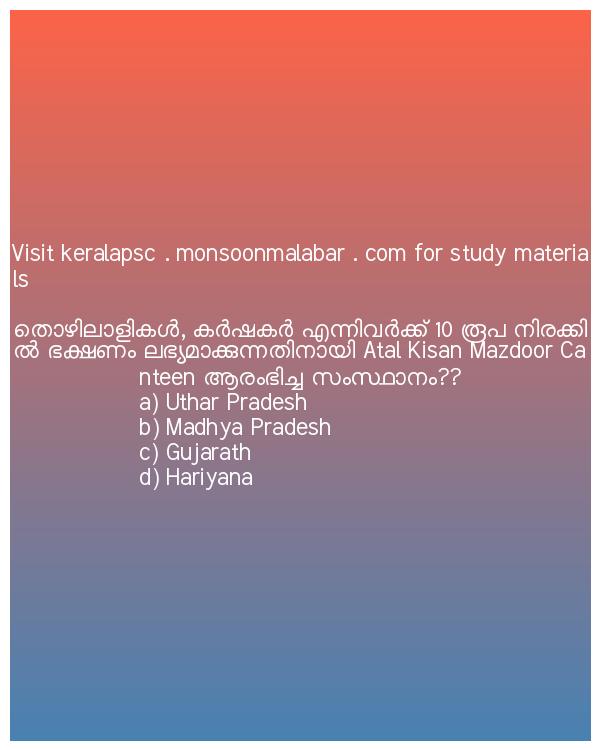 Visit keralapsc . monsoonmalabar . com for study materia
ls
തൊഴിലാളികൾ, കർഷകർ എന്നിവർക്ക് 10 രൂപ നിരക്കി
ൽ ഭക്ഷണം ലഭ്യമാക്കുന്നതിനായി Atal Kisan Mazdoor Ca
nteen ആരംഭിച്ച സംസ്ഥാനം??
a) Uthar Pradesh
b) Madhya Pradesh
c) Gujarath
d) Hariyana